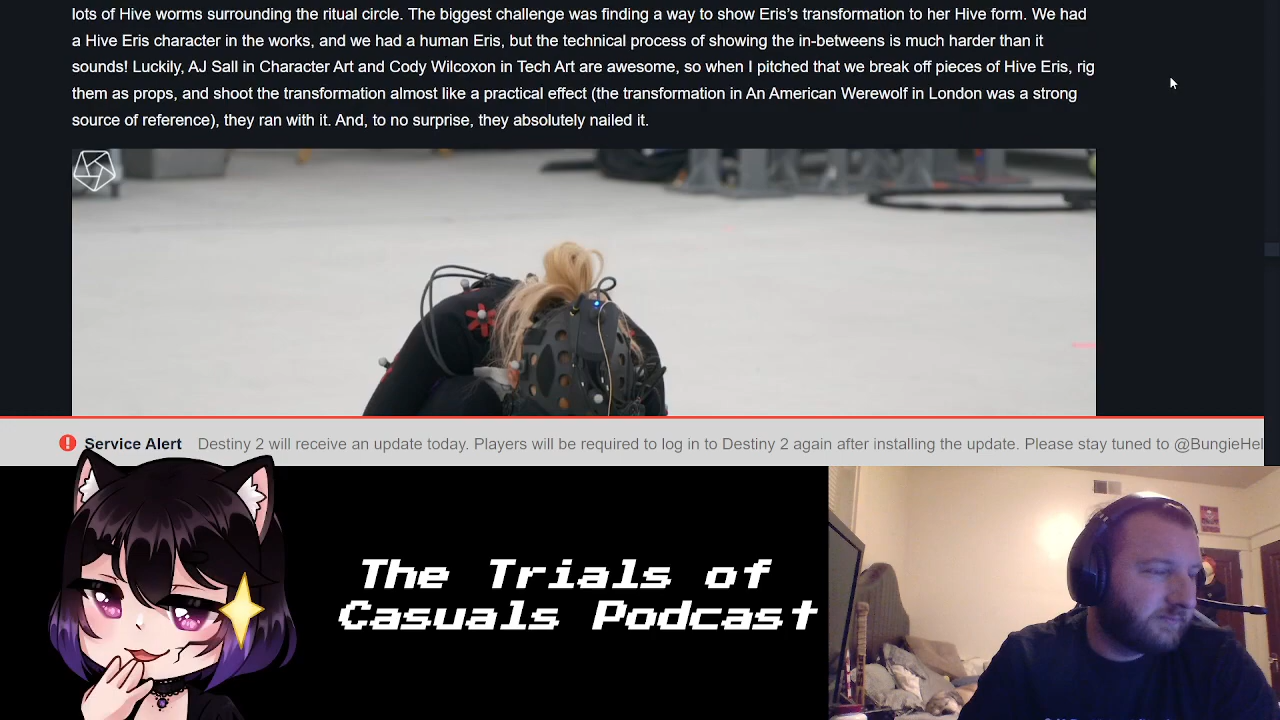 lots of Hive worms surrounding the ritual circle. The biggest challenge was finding a way to show Eris’s transformation to her Hive form. We had
a Hive Eris character in the works, and we had a human Eris, but the technical process of showing the in-betweens is much harder than it
sounds! Luckily, AJ Sall in Character Art and Cody Wilcoxon in Tech Art are awesome, so when I pitched that we break off pieces of Hive Eris, rig
them as props, and shoot the transformation almost like a practical effect (the transformation in An American Werewolf in London was a strong
source of reference), they ran with it. And, to no surprise, they absolutely nailed it.
Service Alert Destiny 2 will receive an update today. Players will be required to log in to Destiny 2 again after installing the update. Please stay tuned to @BungieHel
The Trials of
Casuals Podcast